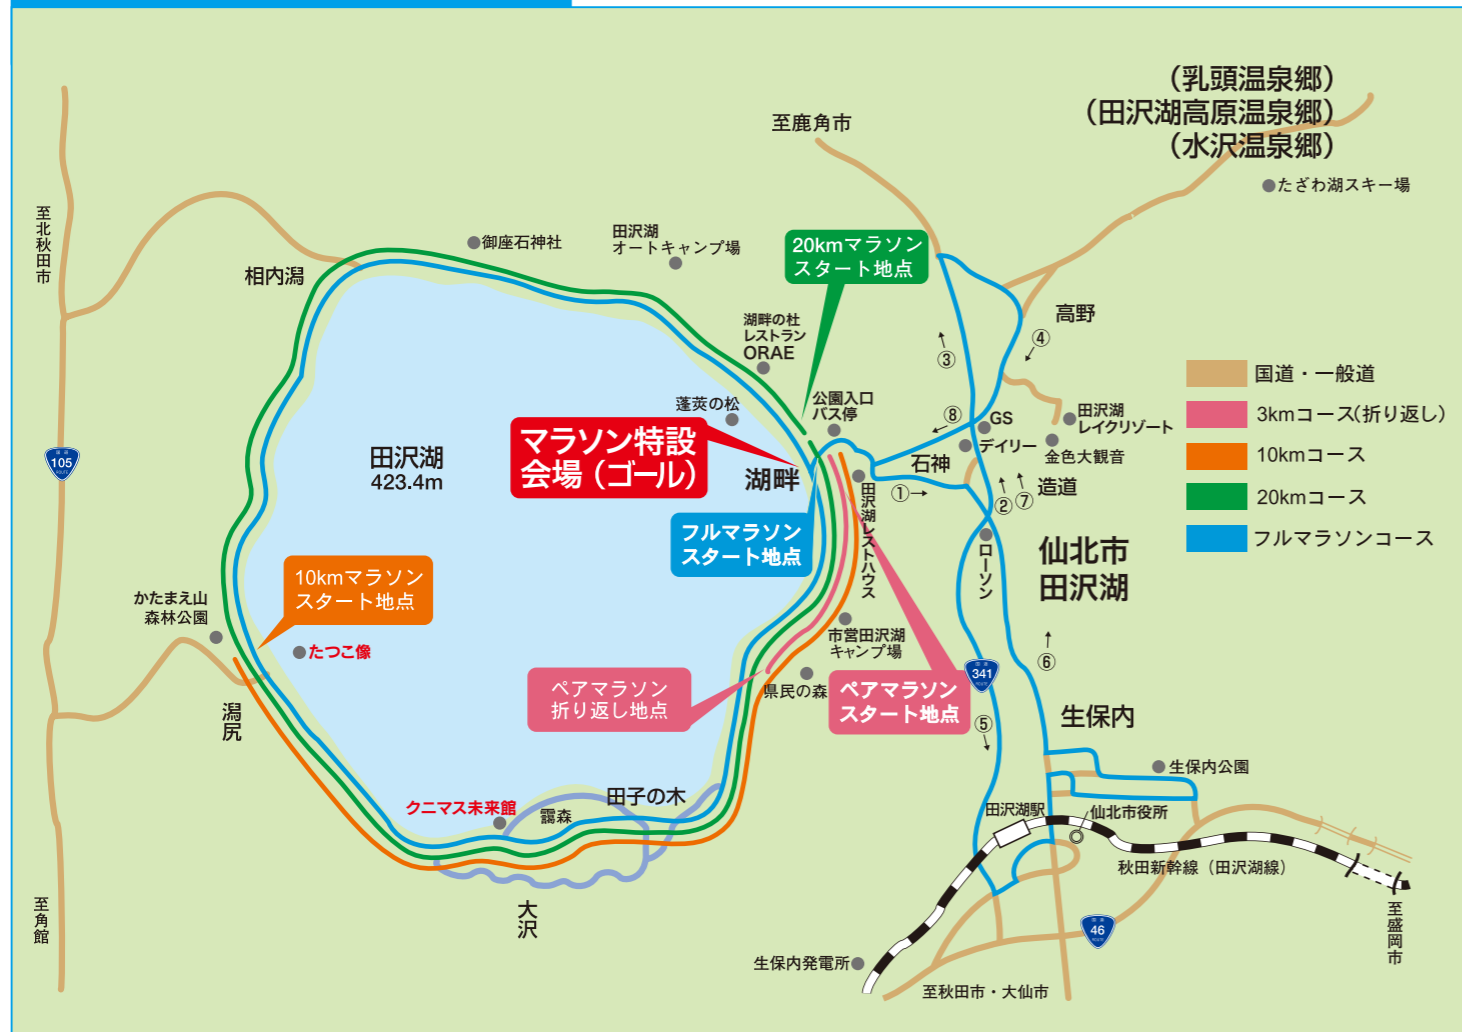 （乳頭温泉郷）
（田沢湖高原温泉郷）
（水沢温泉郷）
至鹿角市
たざわ湖スキー場
至北秋田市
御座石神社
田沢湖
オートキャンプ場
20kmマラソン
スタート地点
相内潟
湖畔の杜
レストラン
ORAE
高野
③
④
国道・一般道
3kmコース(折り返し)
10kmコース
20kmコース
フルマラソンコース
蓬莢の松
公園入口
バス停
⑧
GS
田沢湖
レイクリゾート
マラソン特設
会場（ゴール）
デイリー
石神
金色大観音
105
田沢湖
423.4m
湖畔
①→
②
⑦
造道
田沢湖レストハウス
フルマラソン
スタート地点
ローソン
仙北市
田沢湖
10kmマラソン
スタート地点
かたまえ山
森林公園
たつこ像
市営田沢湖
キャンプ場
⑥
341
ペアマラソン
折り返し地点
県民の森
ペアマラソン
スタート地点
潟尻
⑤
生保内
生保内公園
クニマス未来館
靄森
田子の木
田沢湖駅
仙北市役所
秋田新幹線（田沢湖線）
至角館
大沢
46
至盛岡市
生保内発電所
至秋田市・大仙市